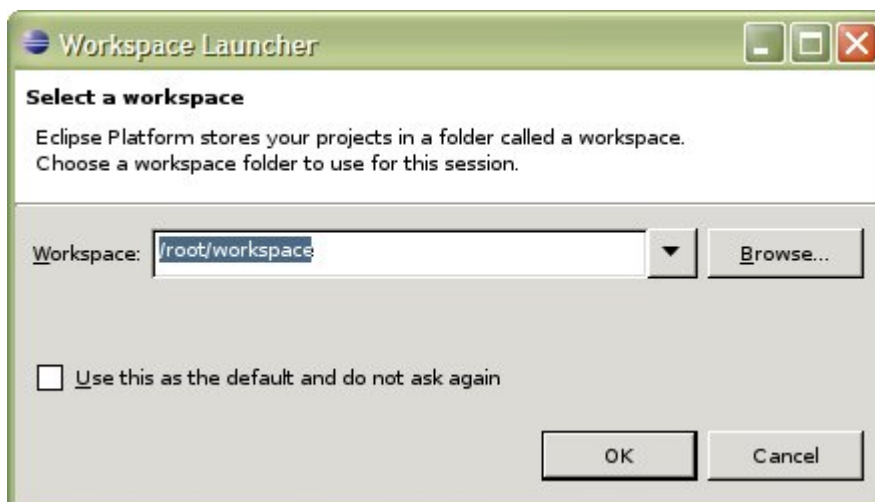 Workspace Launcher
Select a workspace
Eclipse Platform stores your projects in a folder called a workspace.
Choose a workspace folder to use for this session.
Workspace: /root/workspace Browse...
Use this as the default and do not ask again
OK Cancel